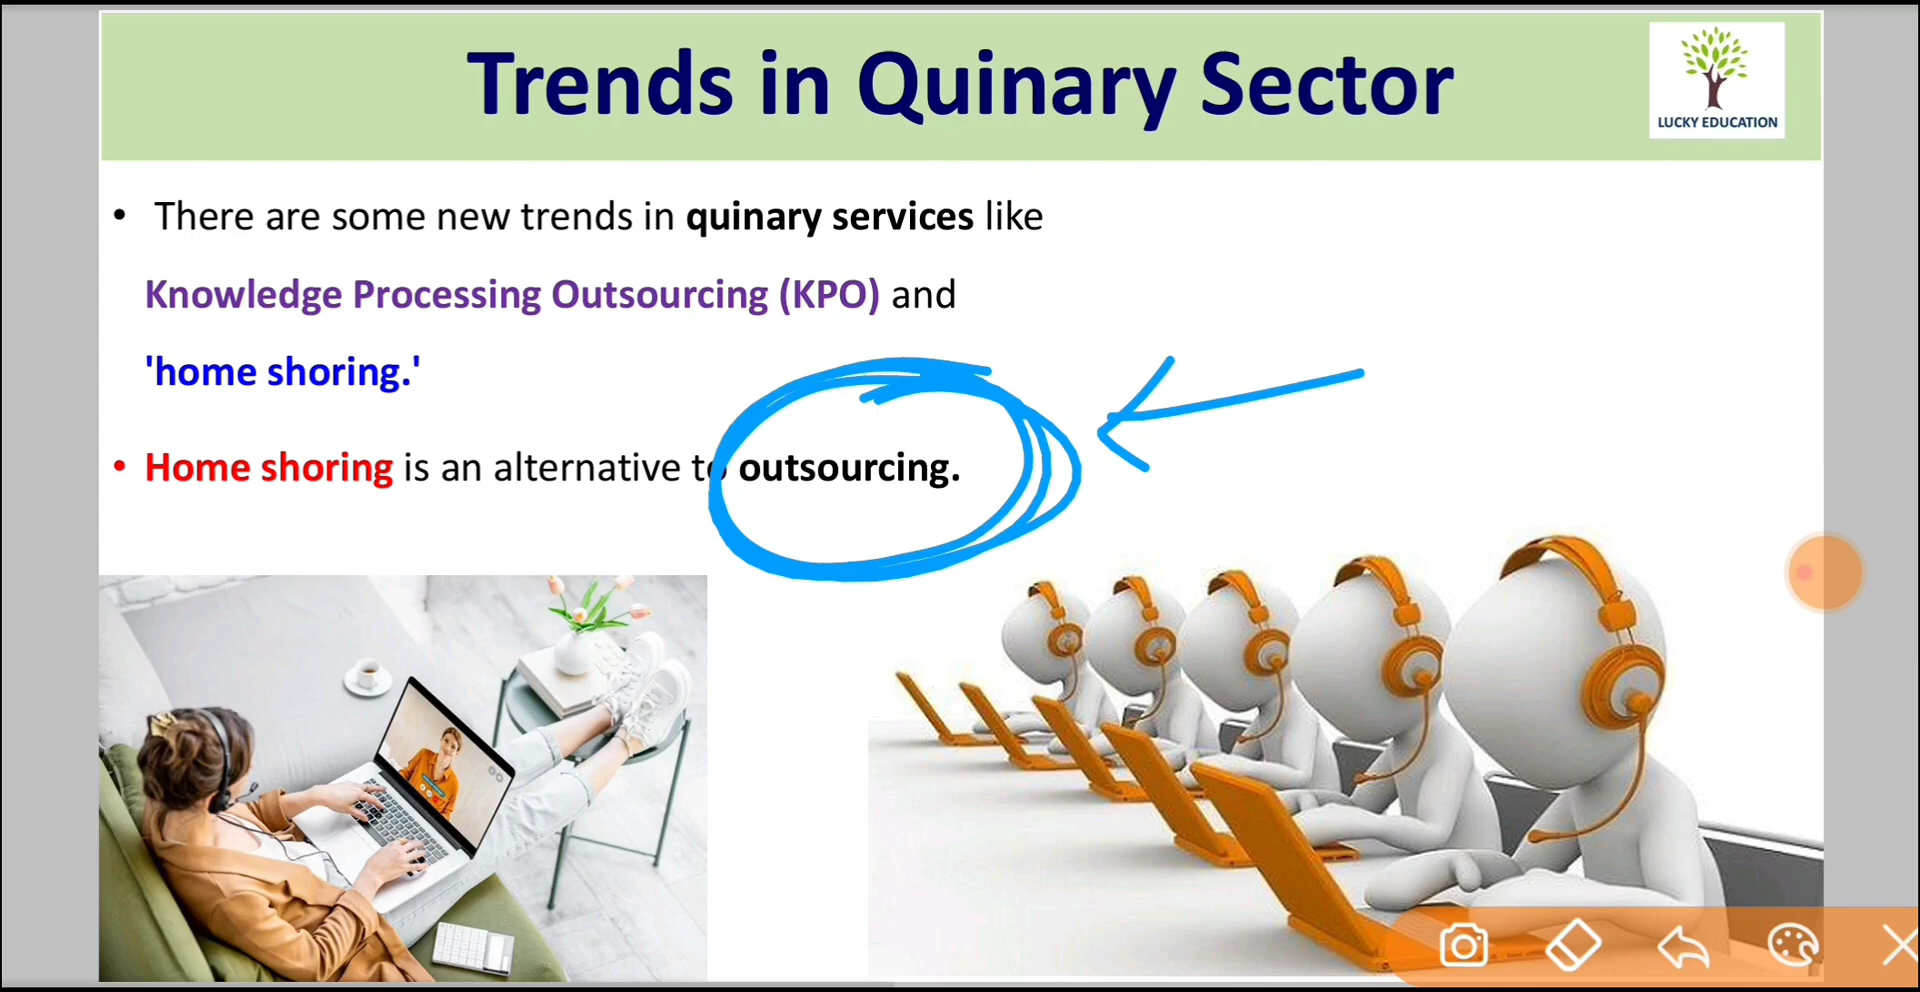 Trends in Quinary Sector
LUCKY EDUCATION
• There are some new trends in quinary services like
Knowledge Processing Outsourcing (KPO) and
'home shoring.'
• Home shoring is an alternative to outsourcing.